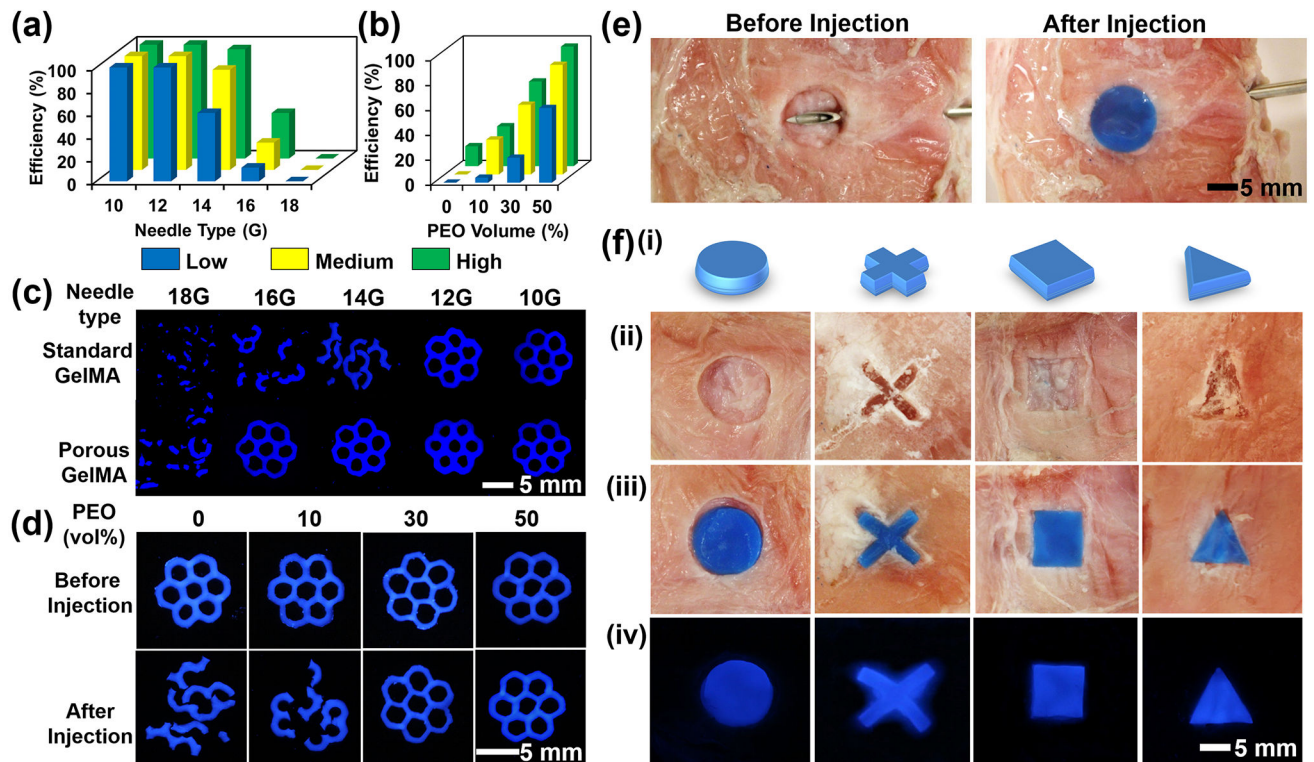 (a)
Efficiency (%)
100
80
60
40
20
0
10 12 14 16 18
Needle Type (G)
(b)
Efficiency (%)
100
80
60
40
20
0
0 10 30 50
PEO Volume (%)
Low Medium High
(c)
Needle
type
18G 16G 14G 12G 10G
Standard
GelMA
Porous
GelMA
5 mm
(d)
PEO
(vol%)
0 10 30 50
Before
Injection
After
Injection
5 mm
(e)
Before Injection After Injection
5 mm
(f) (i)
(ii)
(iii)
(iv)
5 mm